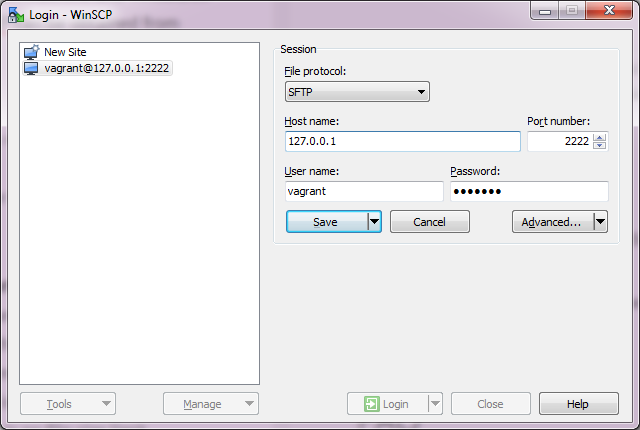 Login - WinSCP
New Site
vagrant@127.0.0.1:2222
Session
File protocol:
SFTP
Host name:
Port number:
127.0.0.1
2222
User name:
Password:
vagrant
●●●●●●●
Save
Cancel
Advanced...
Tools
Manage
Login
Close
Help